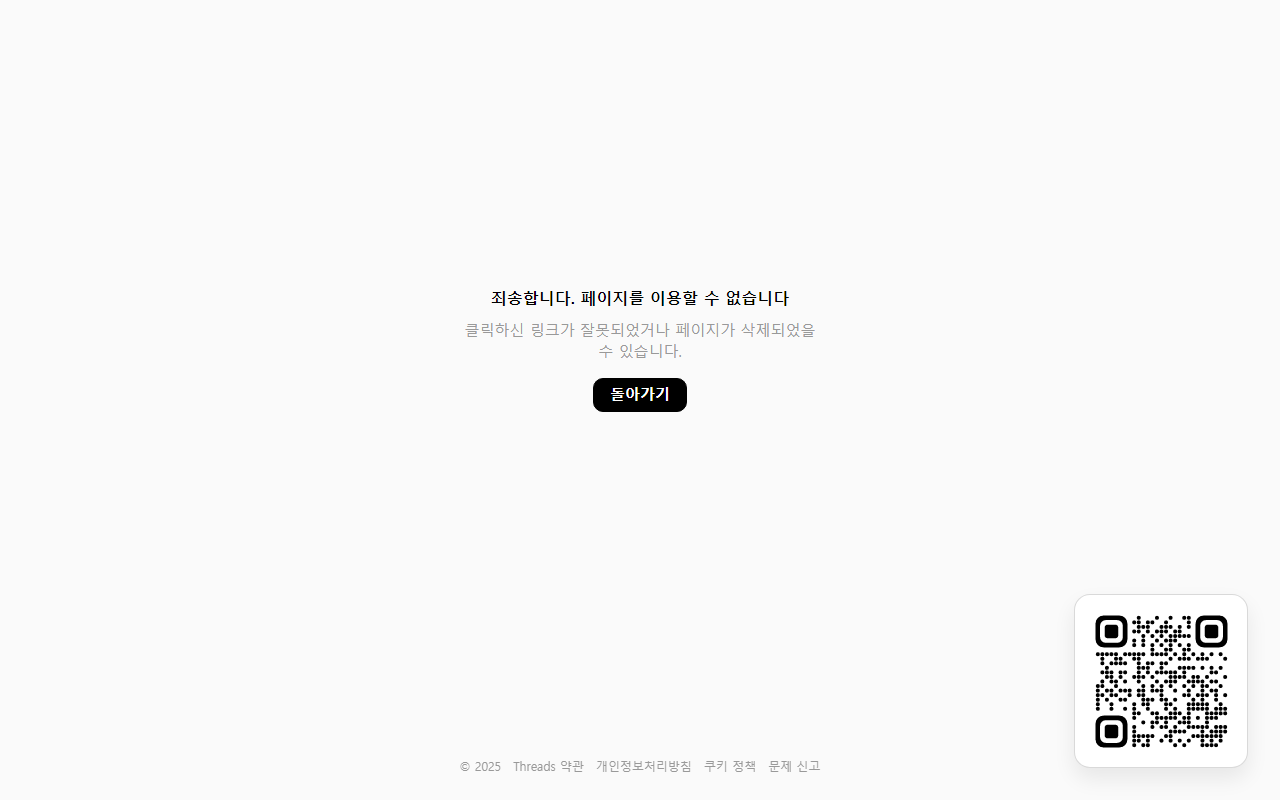 죄송합니다. 페이지를 이용할 수 없습니다
클릭하신 링크가 잘못되었거나 페이지가 삭제되었을
수 있습니다.
돌아가기
© 2025 Threads 약관 개인정보처리방침 쿠키 정책 문제 신고